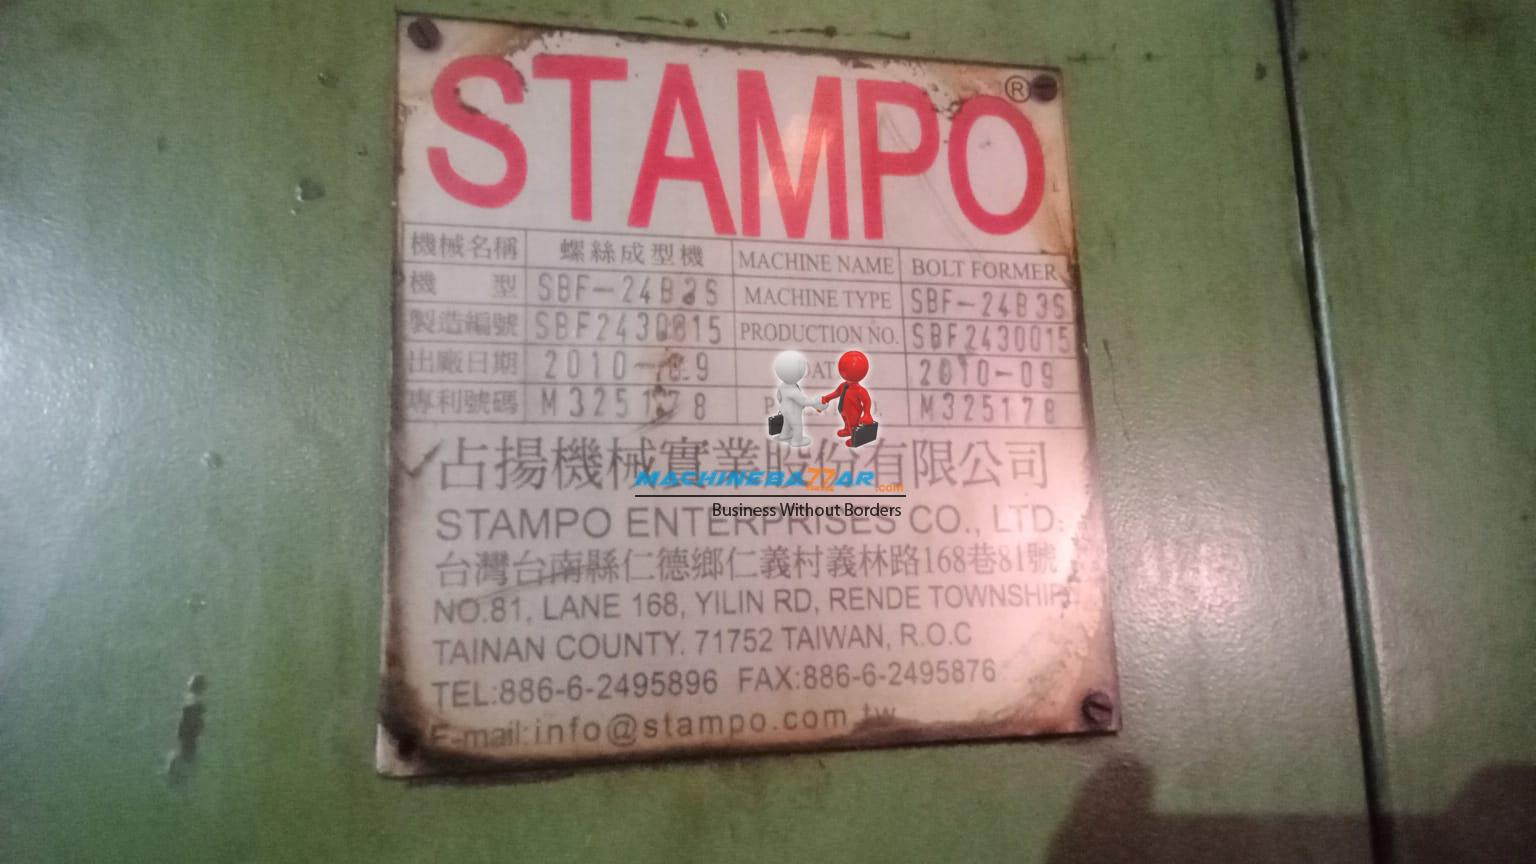 STAMPO®
機械名稱 螺絲成型機 MACHINE NAME BOLT FORMER
機 型 SBF-24B3S MACHINE TYPE SBF-24B3S
製造編號 SBF2430015 PRODUCTION NO. SBF2430015
出廠日期 2010-09 2010-09
專利號碼 M325178 M325178
占揚機械實業股份有限公司
MACHINEBAZZAR.com
Business Without Borders
STAMPO ENTERPRISES CO., LTD.
台灣台南縣仁德鄉仁義村義林路168巷81號
NO.81, LANE 168, YILIN RD, RENDE TOWNSHIP,
TAINAN COUNTY. 71752 TAIWAN, R.O.C
TEL:886-6-2495896 FAX:886-6-2495876
E-mail:info@stampo.com.tw